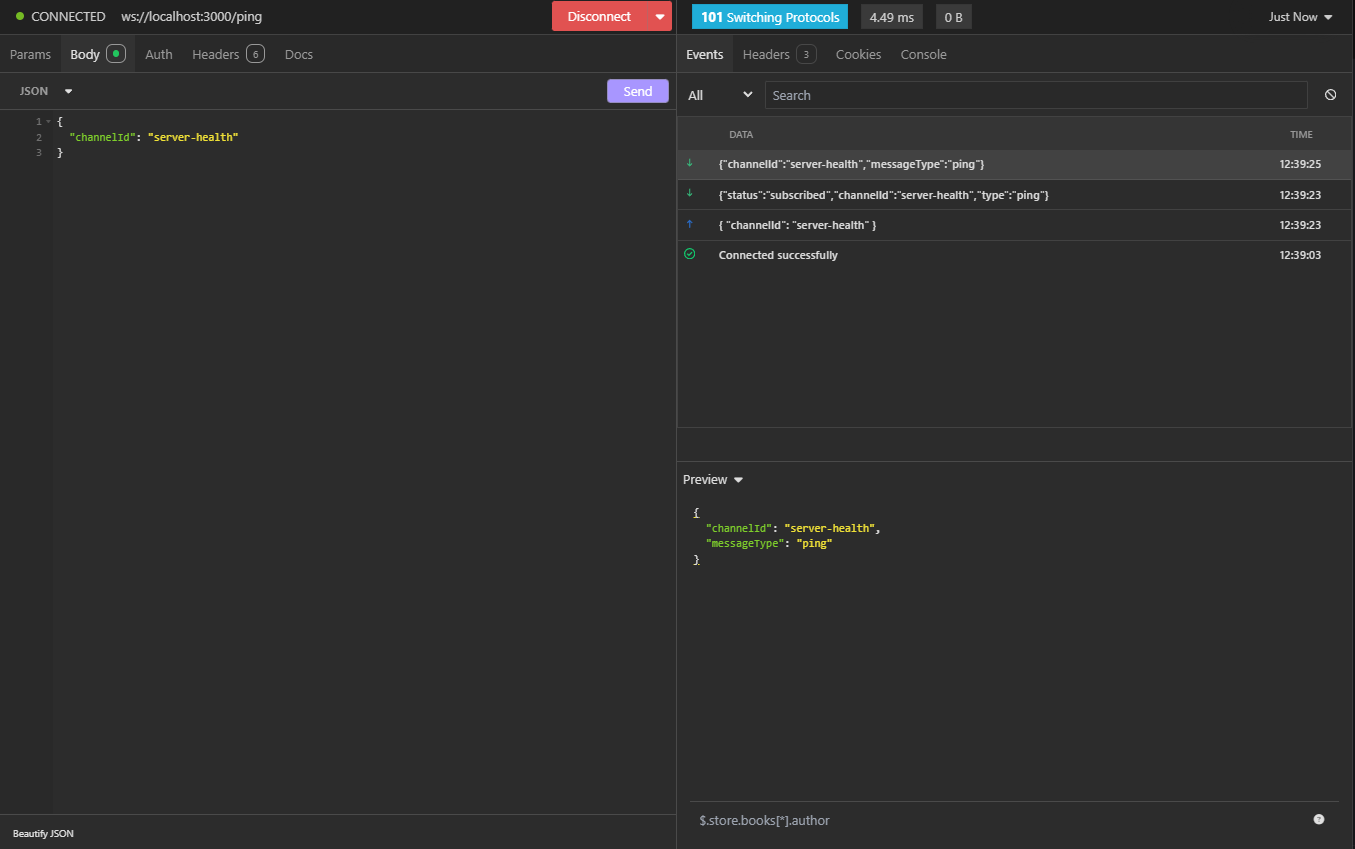 CONNECTED ws://localhost:3000/ping Disconnect
Params Body Auth Headers 6 Docs
JSON Send
1 {
2 "channelId": "server-health"
3 }
Beautify JSON
101 Switching Protocols 4.49 ms 0 B Just Now
Events Headers 3 Cookies Console
All Search
DATA TIME
{"channelId":"server-health","messageType":"ping"} 12:39:25
{"status":"subscribed","channelId":"server-health","type":"ping"} 12:39:23
{ "channelId": "server-health" } 12:39:23
Connected successfully 12:39:03
Preview
{
"channelId": "server-health",
"messageType": "ping"
}
$.store.books[*].author ?